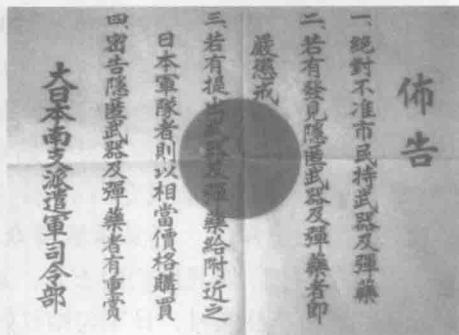 佈告
一、絕對不准市民持武器及彈藥
二、若有發見隱匿武器及彈藥者即
嚴懲戒
三、若有提出武器及彈藥給附近之
日本軍隊者則以相當價格購買
四、密告隱匿武器及彈藥者有重賞
大日本南支派遣軍司令部